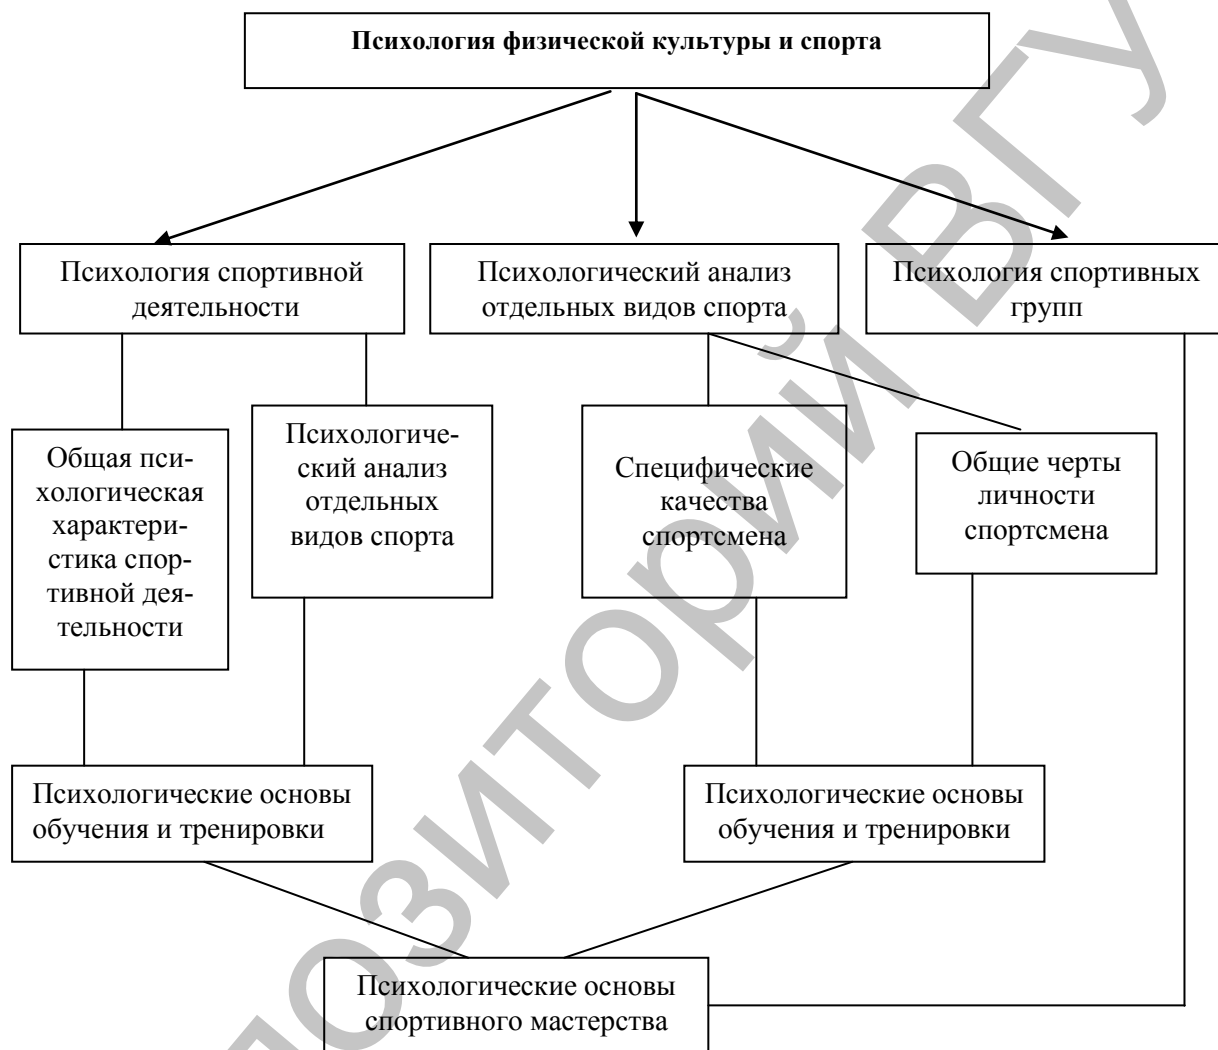 Психология физической культуры и спорта
Психология спортивной
деятельности
Психологический анализ
отдельных видов спорта
Психология спортивных
групп
Общая пси-
хологическая
характери-
стика спор-
тивной дея-
тельности
Психологиче-
ский анализ
отдельных
видов спорта
Специфические
качества
спортсмена
Общие черты
личности
спортсмена
Психологические основы
обучения и тренировки
Психологические основы
обучения и тренировки
Психологические основы
спортивного мастерства
позиторий ВГУ